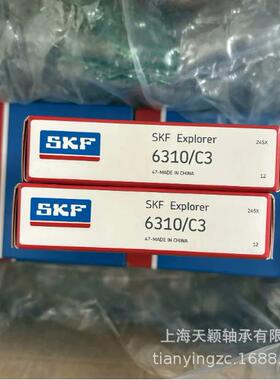 SKF
SKF Explorer
245X
6310/C3
47-MADE IN CHINA
12
SKF
SKF Explorer
245X
6310/C3
47-MADE IN CHINA
12
上海天颖轴承有限
tianyingzc.1688.